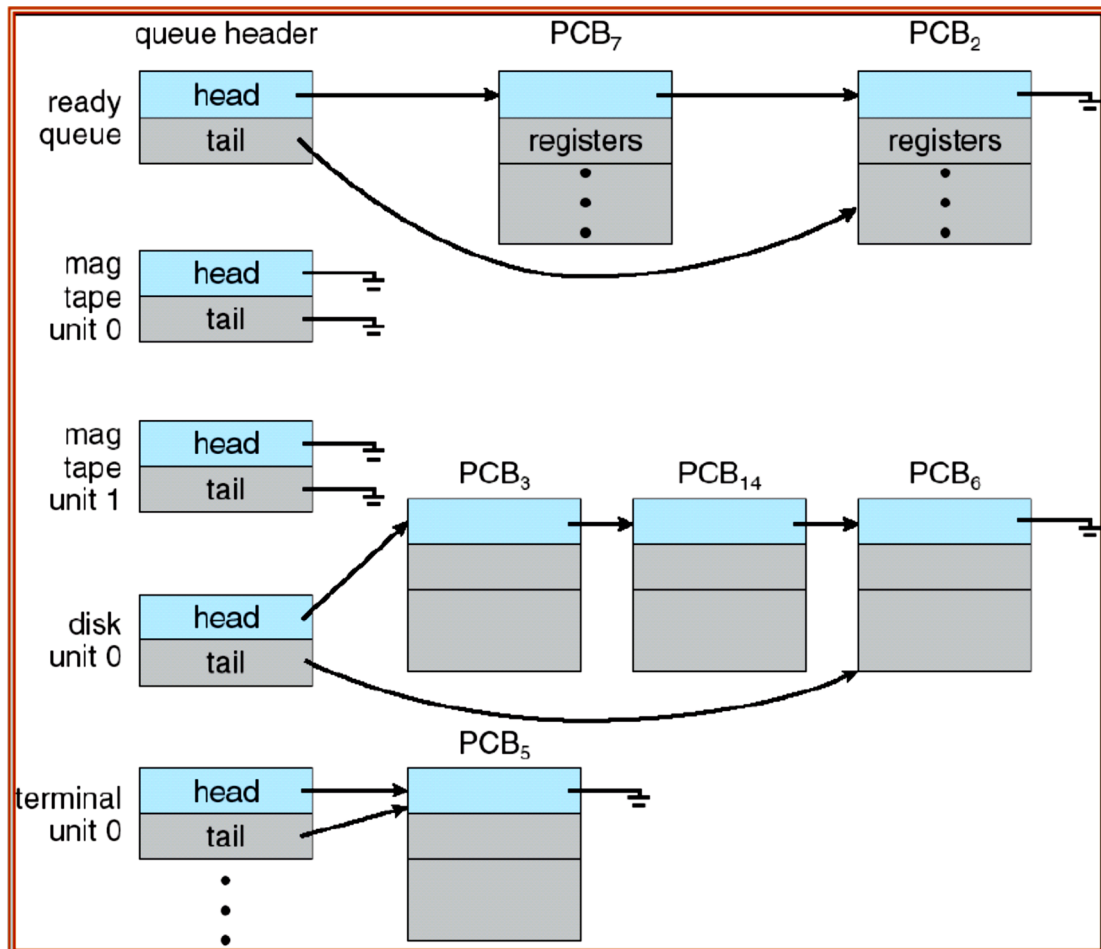 queue header
PCB7
PCB2
ready
queue
head
tail
registers
registers
mag
tape
unit 0
head
tail
mag
tape
unit 1
head
tail
PCB3
PCB14
PCB6
disk
unit 0
head
tail
PCB5
terminal
unit 0
head
tail